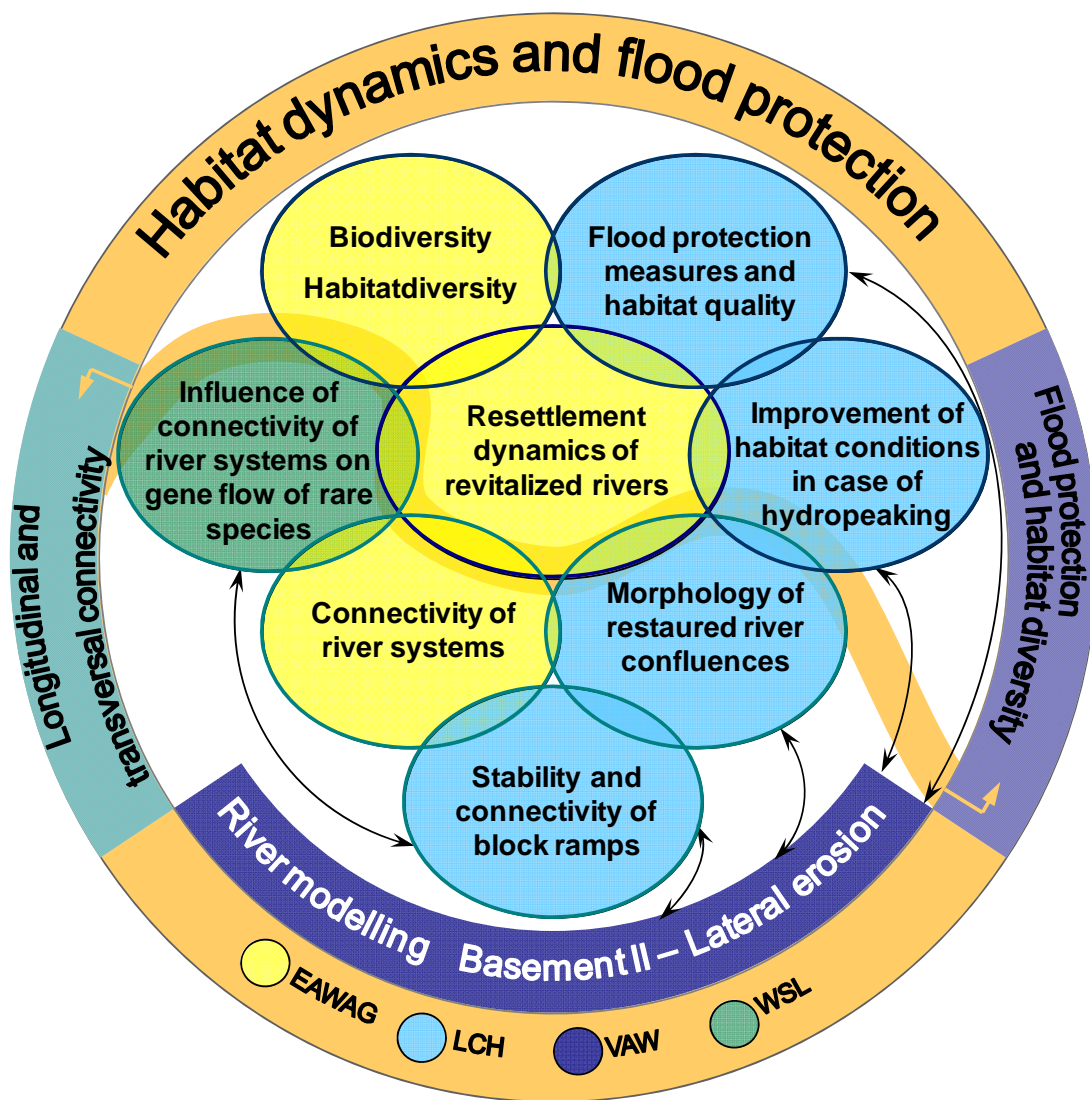 Habitat dynamics and flood protection
Biodiversity
Habitatdiversity
Flood protection
measures and
habitat quality
Influence of
connectivity of
river systems on
gene flow of rare
species
Resettlement
dynamics of
revitalized rivers
Improvement of
habitat conditions
in case of
hydropeaking
Longitudinal and
transversal connectivity
Flood protection
and habitat diversity
Connectivity of
river systems
Morphology of
restaured river
confluences
Stability and
connectivity of
block ramps
River modelling Basement II – Lateral erosion
EAWAG
LCH
VAW
WSL